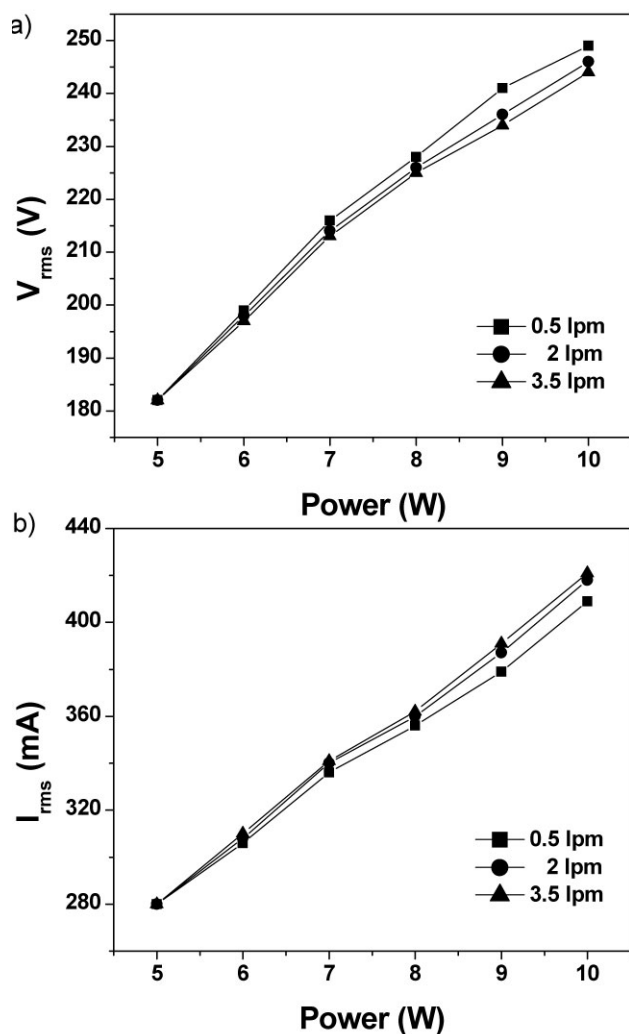 a)
250
240
230
220
210
200
190
180
V_rms (V)
0.5 lpm
2 lpm
3.5 lpm
5 6 7 8 9 10
Power (W)
b)
440
400
360
320
280
I_rms (mA)
0.5 lpm
2 lpm
3.5 lpm
5 6 7 8 9 10
Power (W)